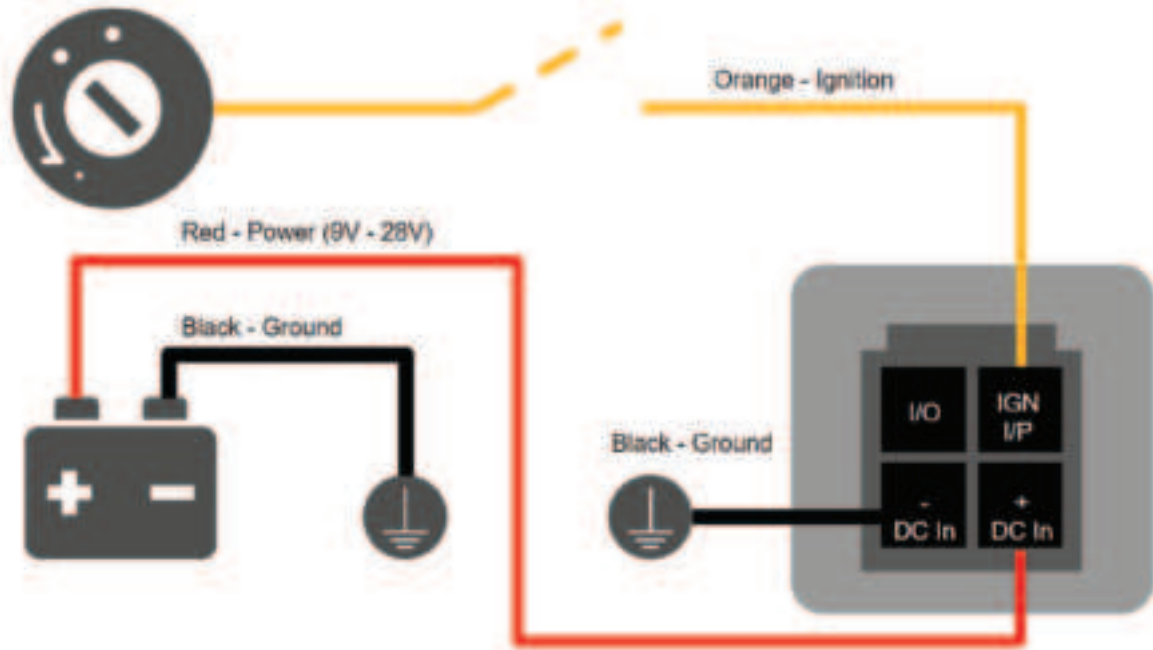 Orange - Ignition
Red - Power (9V - 28V)
Black - Ground
I/O
IGN
I/P
Black - Ground
-
DC In
+
DC In